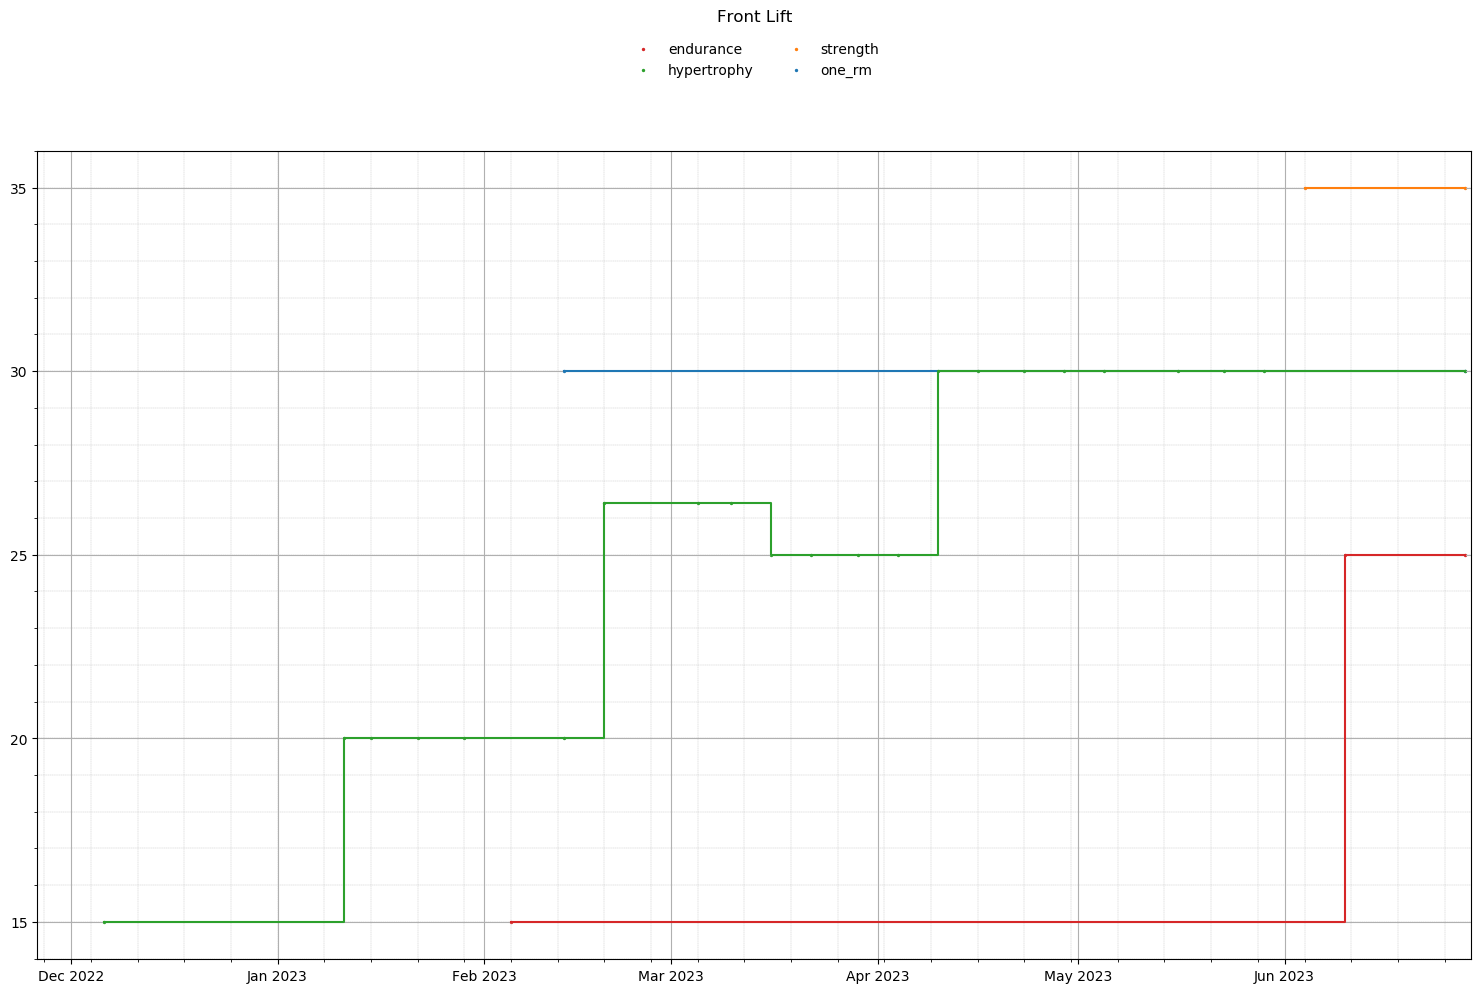 Front Lift
endurance strength
hypertrophy one_rm
35
30
25
20
15
Dec 2022 Jan 2023 Feb 2023 Mar 2023 Apr 2023 May 2023 Jun 2023